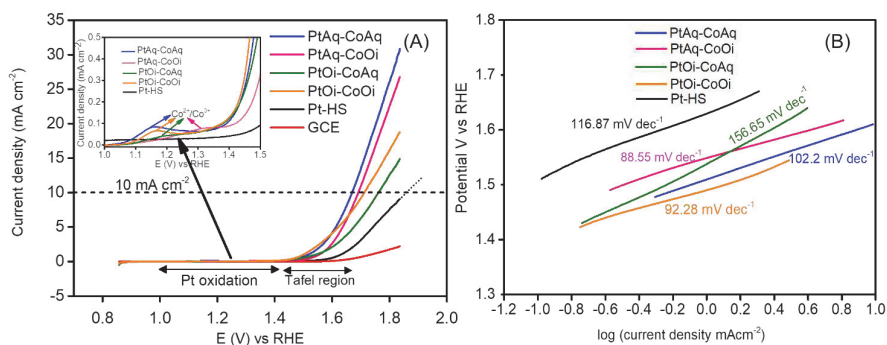 (A)
Current density (mA cm⁻²)
35
30
25
20
15
10
5
0
-5
0.8 1.0 1.2 1.4 1.6 1.8 2.0
E (V) vs RHE
PtAq-CoAq
PtAq-CoOi
PtOi-CoAq
PtOi-CoOi
Pt-HS
GCE
10 mA cm⁻²
Pt oxidation
Tafel region
Current density (mA cm⁻²)
0.5
0.4
0.3
0.2
0.1
0.0
1.0 1.1 1.2 1.3 1.4 1.5
E (V) vs RHE
PtAq-CoAq
PtAq-CoOi
PtOi-CoAq
PtOi-CoOi
Pt-HS
Co²⁺/Co³⁺
(B)
Potential V vs RHE
1.8
1.7
1.6
1.5
1.4
1.3
-1.2 -1.0 -0.8 -0.6 -0.4 -0.2 0.0 0.2 0.4 0.6 0.8 1.0
log (current density mAcm⁻²)
PtAq-CoAq
PtAq-CoOi
PtOi-CoAq
PtOi-CoOi
Pt-HS
116.87 mV dec⁻¹
156.65 mV dec⁻¹
88.55 mV dec⁻¹
102.2 mV dec⁻¹
92.28 mV dec⁻¹